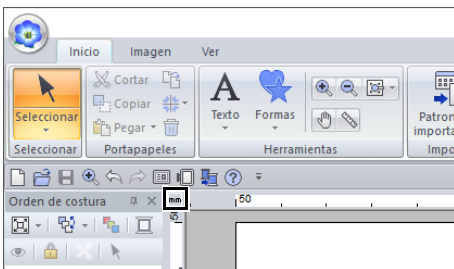 Inicio Imagen Ver
Seleccionar
Cortar
Copiar
Pegar
Texto
Formas
Patron
importa
Seleccionar Portapapeles Herramientas Impo
Orden de costura
mm
50